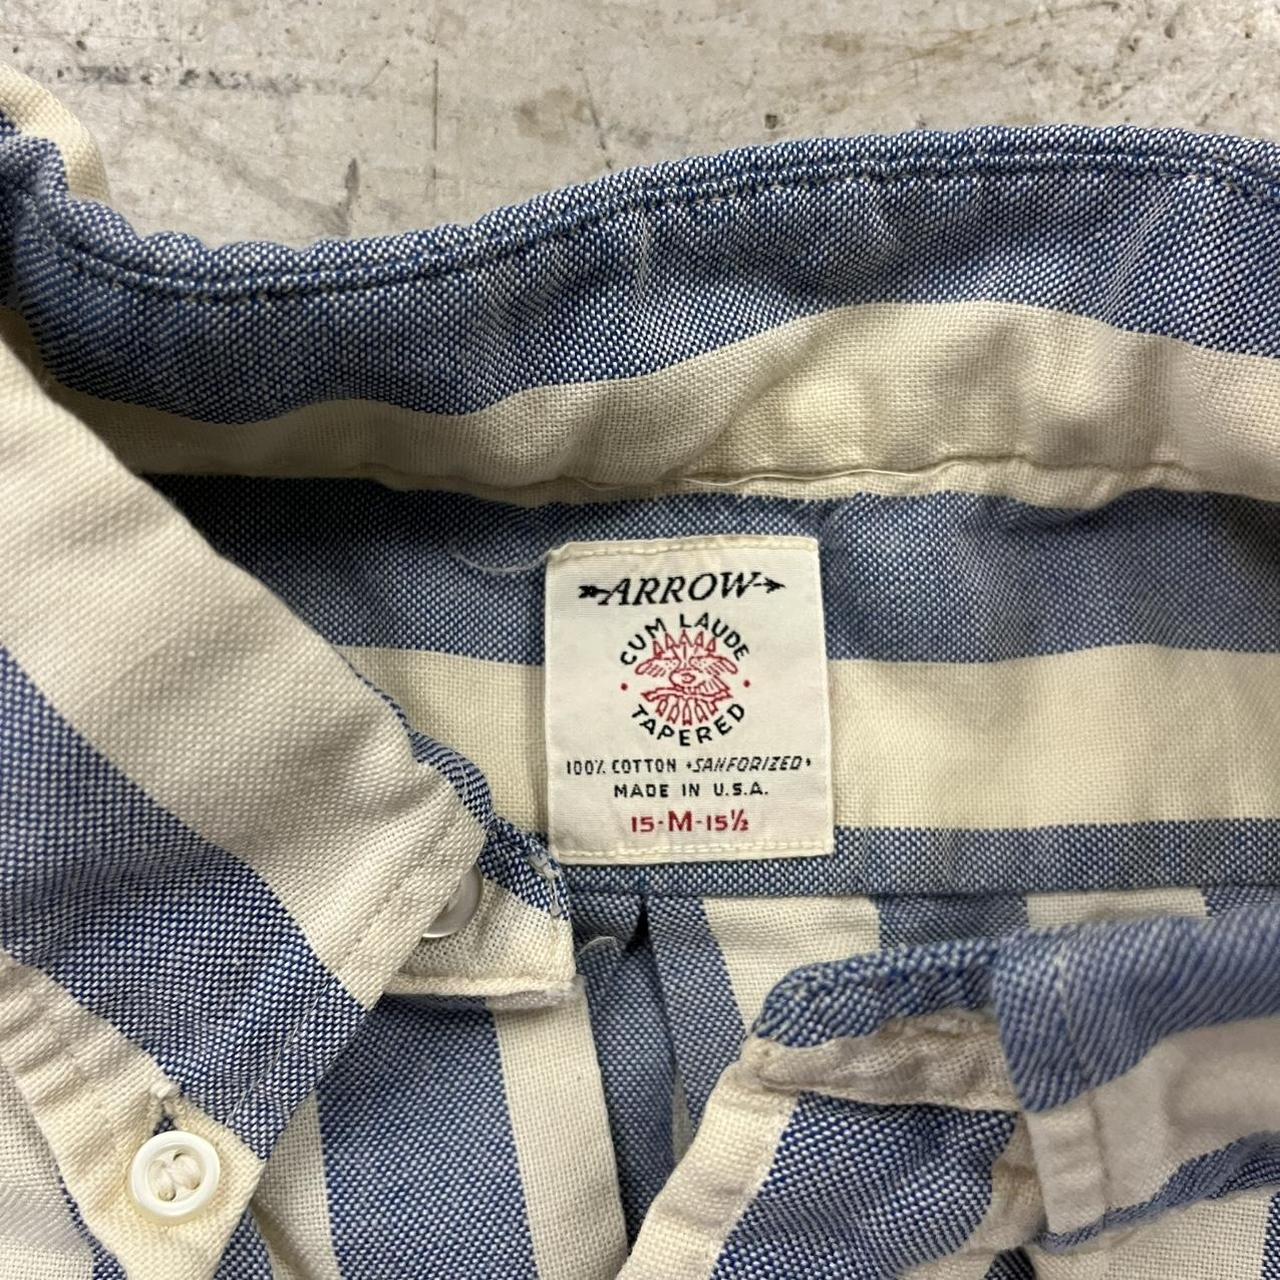 ARROW
CUM LAUDE
TAPERED
100% COTTON •SANFORIZED•
MADE IN U.S.A.
15-M-15½